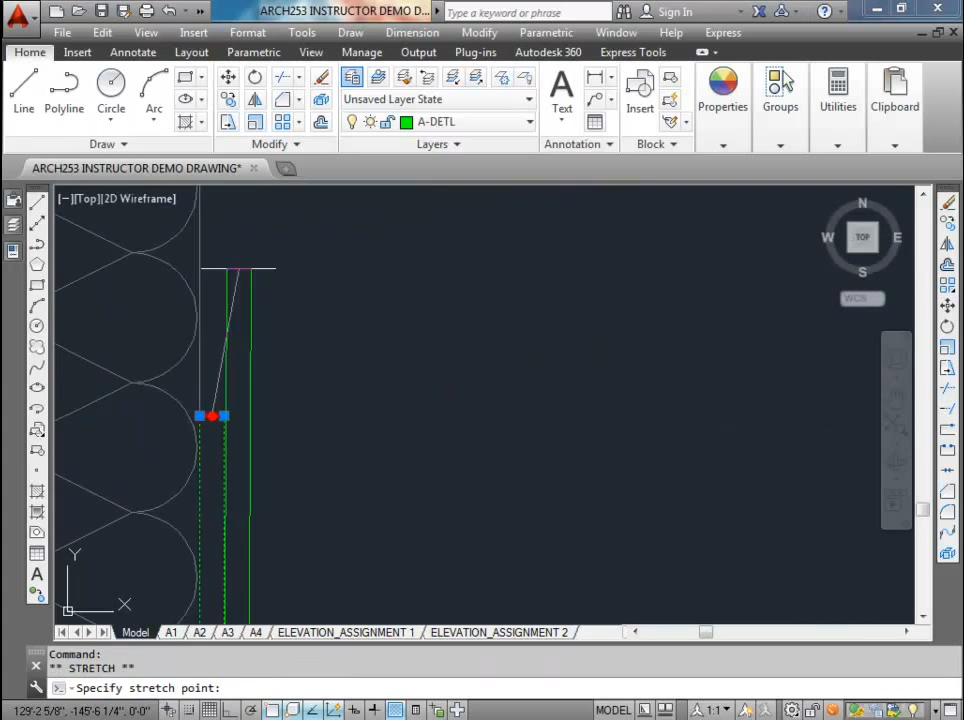 ARCH253 INSTRUCTOR DEMO D...
Type a keyword or phrase
Sign In
File Edit View Insert Format Tools Draw Dimension Modify Parametric Window Help Express
Home Insert Annotate Layout Parametric View Manage Output Plug-ins Autodesk 360 Express Tools
Unsaved Layer State
A-DETL
Line Polyline Circle Arc Text Insert Properties Groups Utilities Clipboard
Draw Modify Layers Annotation Block
ARCH253 INSTRUCTOR DEMO DRAWING*
[−][Top][2D Wireframe]
N
W TOP E
S
WCS
Y
X
Model A1 A2 A3 A4 ELEVATION_ASSIGNMENT 1 ELEVATION_ASSIGNMENT 2
Command:
** STRETCH **
Specify stretch point:
129'-2 5/8", -145'-6 1/4", 0'-0" MODEL 1:1